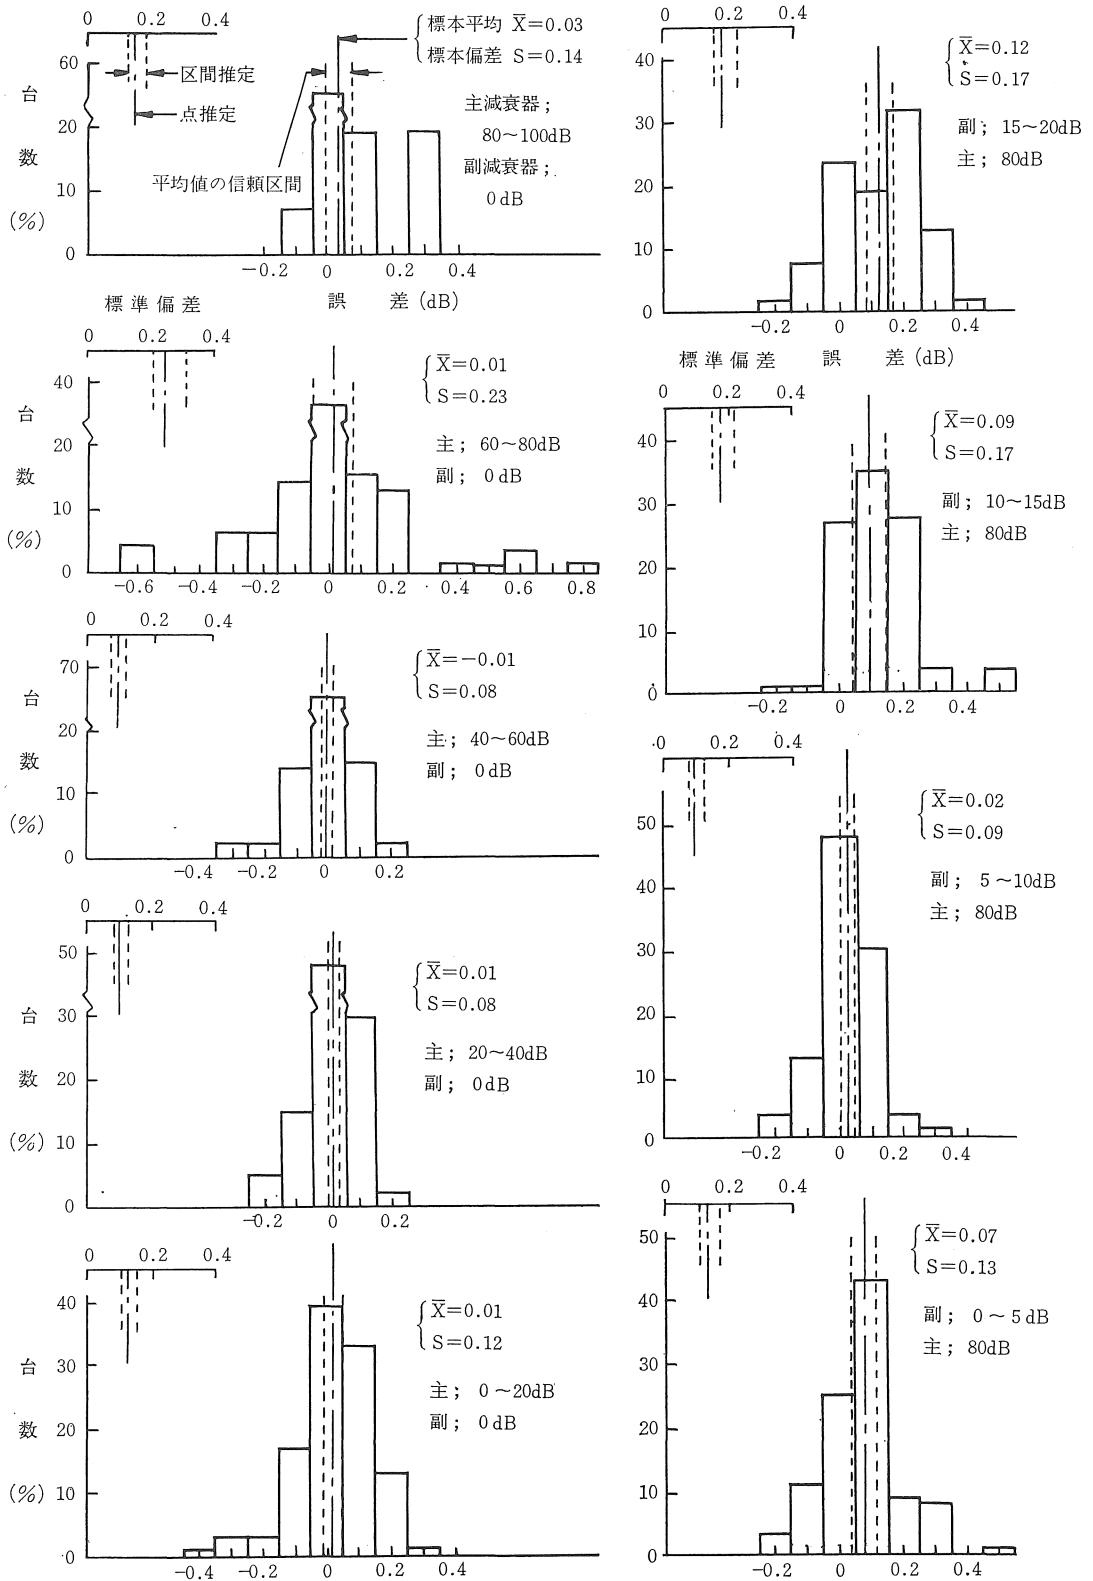 0 0.2 0.4
標本平均 X̅=0.03
標本偏差 S=0.14
区間推定
点推定
平均値の信頼区間
主減衰器;
80～100dB
副減衰器;
0dB
台数(%)
60
20
10
0
-0.2 0 0.2 0.4
標準偏差 誤差(dB)
0 0.2 0.4
X̅=0.01
S=0.23
主; 60～80dB
副; 0dB
台数(%)
40
20
10
0
-0.6 -0.4 -0.2 0 0.2 0.4 0.6 0.8
0 0.2 0.4
X̅=-0.01
S=0.08
主; 40～60dB
副; 0dB
台数(%)
70
20
10
0
-0.4 -0.2 0 0.2
0 0.2 0.4
X̅=0.01
S=0.08
主; 20～40dB
副; 0dB
台数(%)
50
30
20
10
0
-0.2 0 0.2
0 0.2 0.4
X̅=0.01
S=0.12
主; 0～20dB
副; 0dB
台数(%)
40
30
20
10
0
-0.4 -0.2 0 0.2 0.4
0 0.2 0.4
X̅=0.12
S=0.17
副; 15～20dB
主; 80dB
40
30
20
10
0
-0.2 0 0.2 0.4
標準偏差 誤差(dB)
0 0.2 0.4
X̅=0.09
S=0.17
副; 10～15dB
主; 80dB
40
30
20
10
0
-0.2 0 0.2 0.4
0 0.2 0.4
X̅=0.02
S=0.09
副; 5～10dB
主; 80dB
50
40
30
20
10
0
-0.2 0 0.2 0.4
0 0.2 0.4
X̅=0.07
S=0.13
副; 0～5dB
主; 80dB
50
40
30
20
10
0
-0.2 0 0.2 0.4